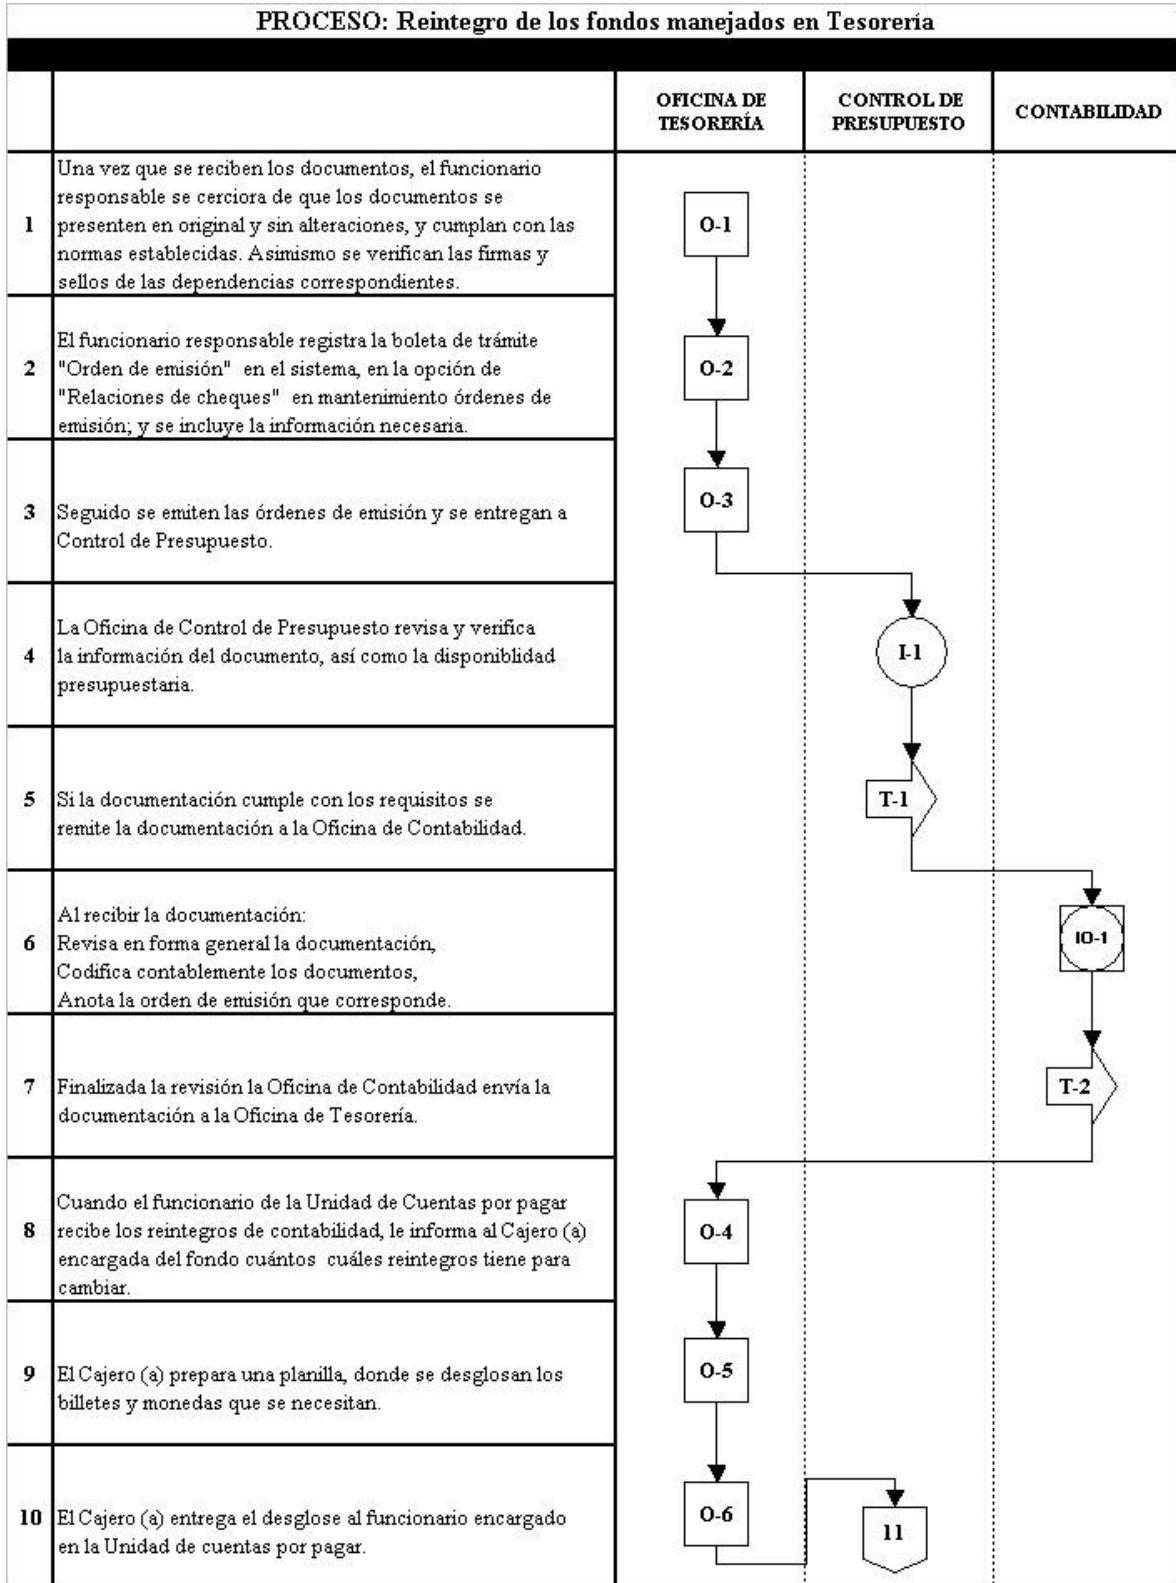 PROCESO: Reintegro de los fondos manejados en Tesorería
OFICINA DE
TESORERÍA
CONTROL DE
PRESUPUESTO
CONTABILIDAD
1
Una vez que se reciben los documentos, el funcionario
responsable se cerciora de que los documentos se
presenten en original y sin alteraciones, y cumplan con las
normas establecidas. Asimismo se verifican las firmas y
sellos de las dependencias correspondientes.
O-1
2
El funcionario responsable registra la boleta de trámite
"Orden de emisión" en el sistema, en la opción de
"Relaciones de cheques" en mantenimiento órdenes de
emisión; y se incluye la información necesaria.
O-2
3
Seguido se emiten las órdenes de emisión y se entregan a
Control de Presupuesto.
O-3
4
La Oficina de Control de Presupuesto revisa y verifica
la información del documento, así como la disponiblidad
presupuestaria.
I-1
5
Si la documentación cumple con los requisitos se
remite la documentación a la Oficina de Contabilidad.
T-1
6
Al recibir la documentación:
Revisa en forma general la documentación,
Codifica contablemente los documentos,
Anota la orden de emisión que corresponde.
IO-1
7
Finalizada la revisión la Oficina de Contabilidad envía la
documentación a la Oficina de Tesorería.
T-2
8
Cuando el funcionario de la Unidad de Cuentas por pagar
recibe los reintegros de contabilidad, le informa al Cajero (a)
encargada del fondo cuántos cuáles reintegros tiene para
cambiar.
O-4
9
El Cajero (a) prepara una planilla, donde se desglosan los
billetes y monedas que se necesitan.
O-5
10
El Cajero (a) entrega el desglose al funcionario encargado
en la Unidad de cuentas por pagar.
O-6
11